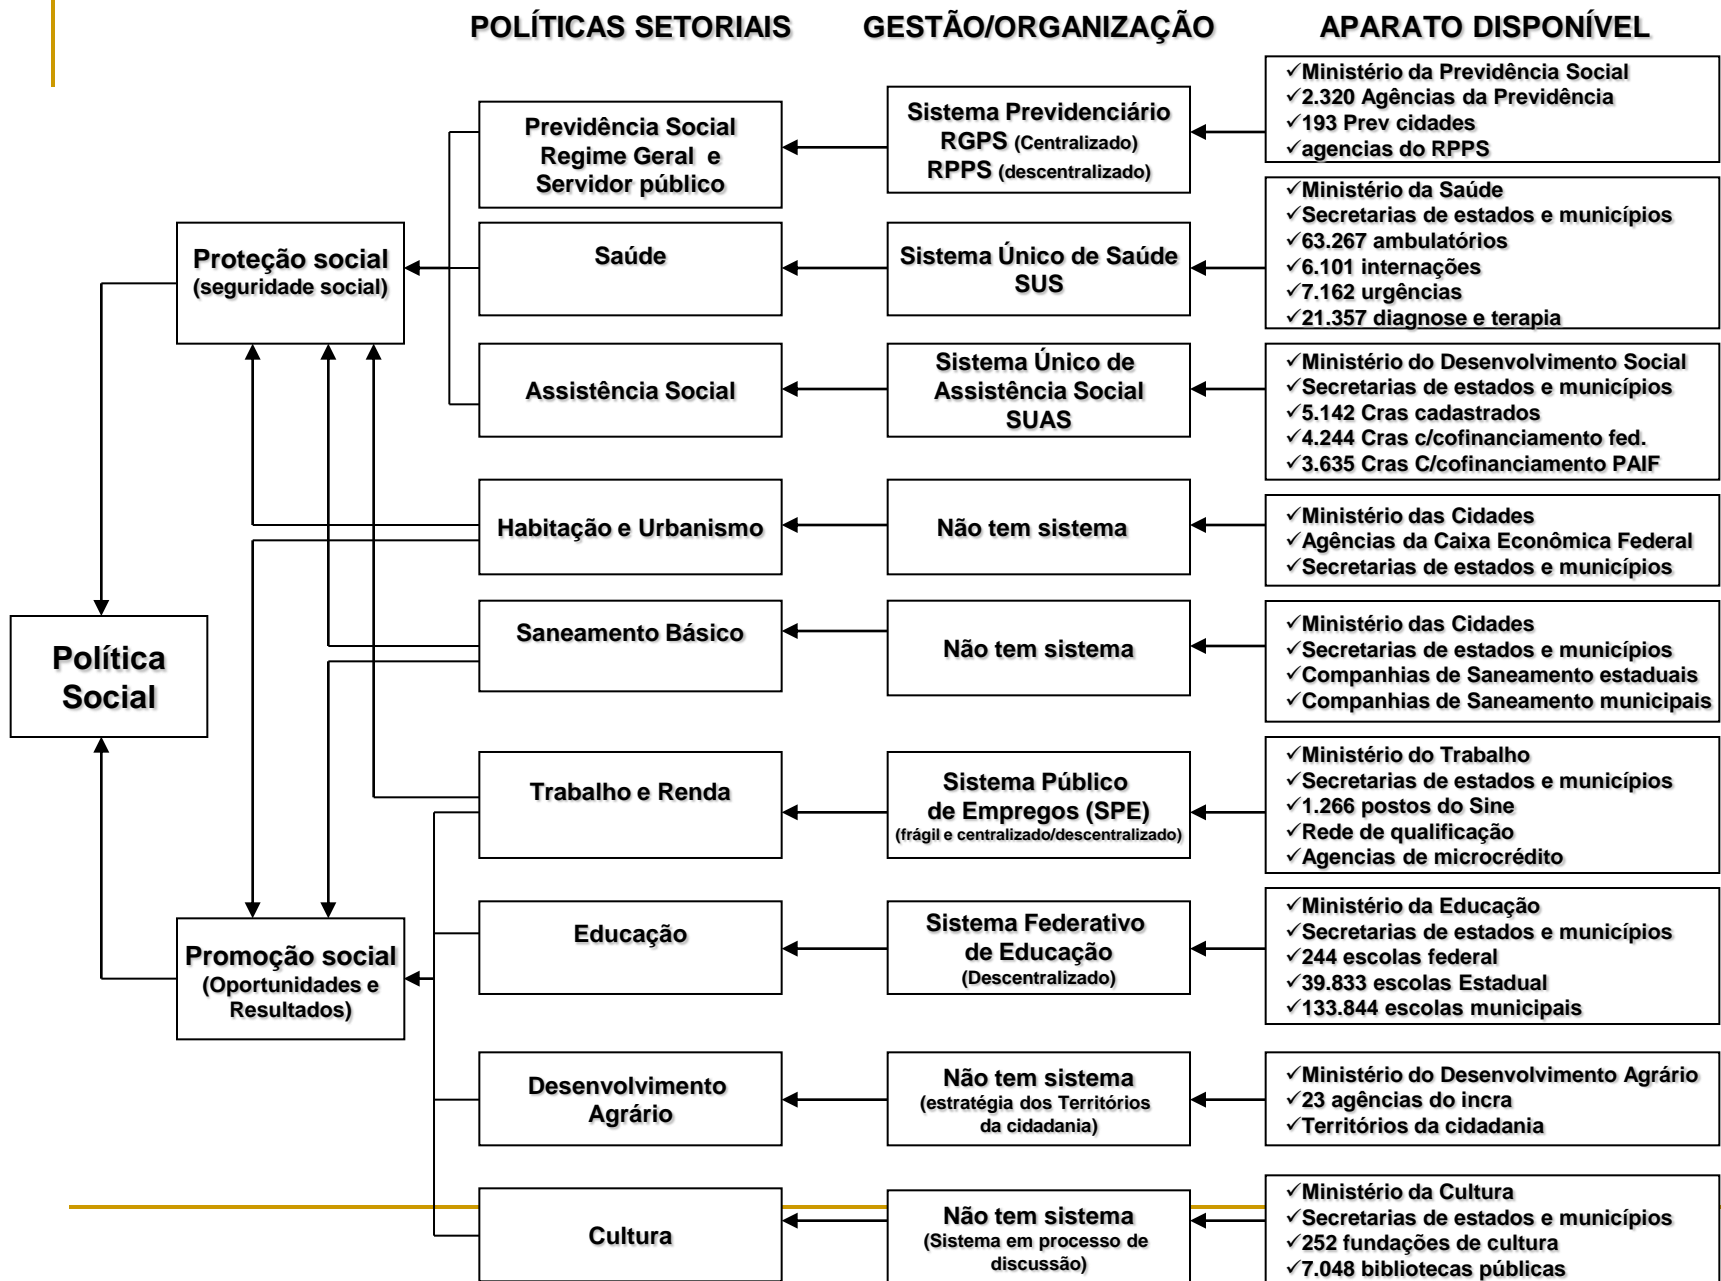 POLÍTICAS SETORIAIS
GESTÃO/ORGANIZAÇÃO
APARATO DISPONÍVEL
Previdência Social
Regime Geral e
Servidor público
Sistema Previdenciário
RGPS (Centralizado)
RPPS (descentralizado)
✓Ministério da Previdência Social
✓2.320 Agências da Previdência
✓193 Prev cidades
✓agencias do RPPS
Proteção social
(seguridade social)
Saúde
Sistema Único de Saúde
SUS
✓Ministério da Saúde
✓Secretarias de estados e municípios
✓63.267 ambulatórios
✓6.101 internações
✓7.162 urgências
✓21.357 diagnose e terapia
Assistência Social
Sistema Único de
Assistência Social
SUAS
✓Ministério do Desenvolvimento Social
✓Secretarias de estados e municípios
✓5.142 Cras cadastrados
✓4.244 Cras c/cofinanciamento fed.
✓3.635 Cras C/cofinanciamento PAIF
Habitação e Urbanismo
Não tem sistema
✓Ministério das Cidades
✓Agências da Caixa Econômica Federal
✓Secretarias de estados e municípios
Política
Social
Saneamento Básico
Não tem sistema
✓Ministério das Cidades
✓Secretarias de estados e municípios
✓Companhias de Saneamento estaduais
✓Companhias de Saneamento municipais
Trabalho e Renda
Sistema Público
de Empregos (SPE)
(frágil e centralizado/descentralizado)
✓Ministério do Trabalho
✓Secretarias de estados e municípios
✓1.266 postos do Sine
✓Rede de qualificação
✓Agencias de microcrédito
Promoção social
(Oportunidades e
Resultados)
Educação
Sistema Federativo
de Educação
(Descentralizado)
✓Ministério da Educação
✓Secretarias de estados e municípios
✓244 escolas federal
✓39.833 escolas Estadual
✓133.844 escolas municipais
Desenvolvimento
Agrário
Não tem sistema
(estratégia dos Territórios
da cidadania)
✓Ministério do Desenvolvimento Agrário
✓23 agências do incra
✓Territórios da cidadania
Cultura
Não tem sistema
(Sistema em processo de
discussão)
✓Ministério da Cultura
✓Secretarias de estados e municípios
✓252 fundações de cultura
✓7.048 bibliotecas públicas